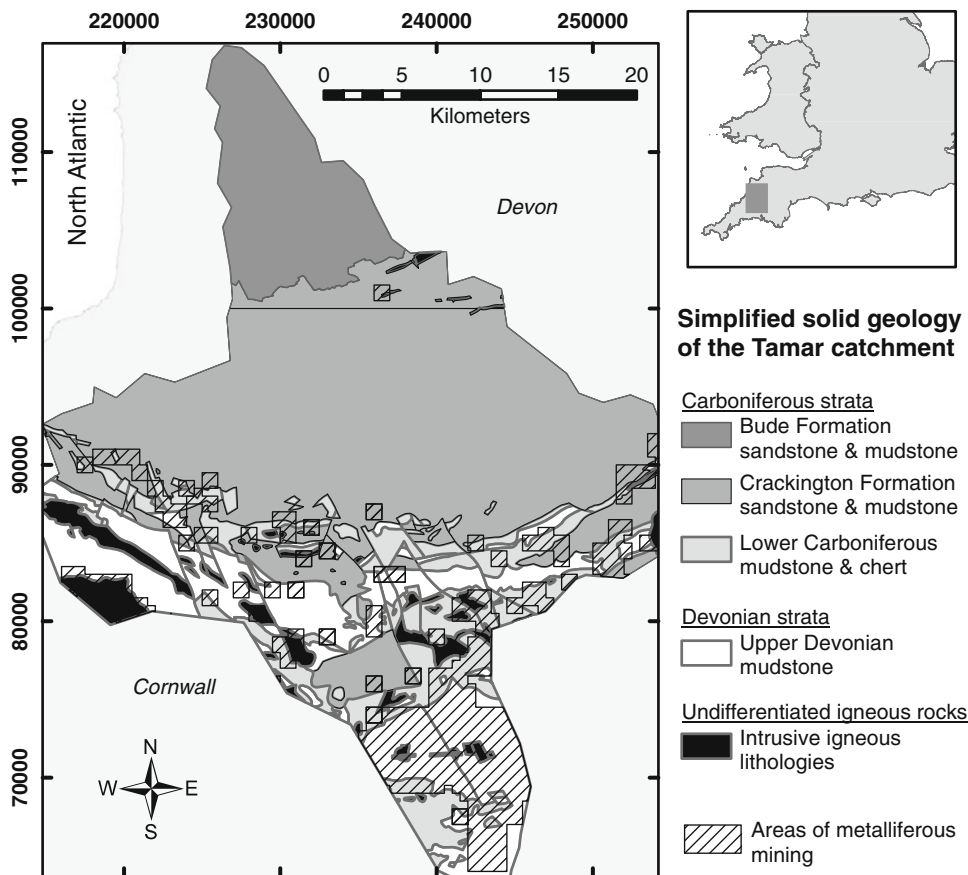 220000 230000 240000 250000
0 5 10 15 20
Kilometers
110000
100000
90000
80000
70000
North Atlantic
Devon
Cornwall
N
W E
S
Simplified solid geology
of the Tamar catchment
Carboniferous strata
Bude Formation
sandstone & mudstone
Crackington Formation
sandstone & mudstone
Lower Carboniferous
mudstone & chert
Devonian strata
Upper Devonian
mudstone
Undifferentiated igneous rocks
Intrusive igneous
lithologies
Areas of metalliferous
mining